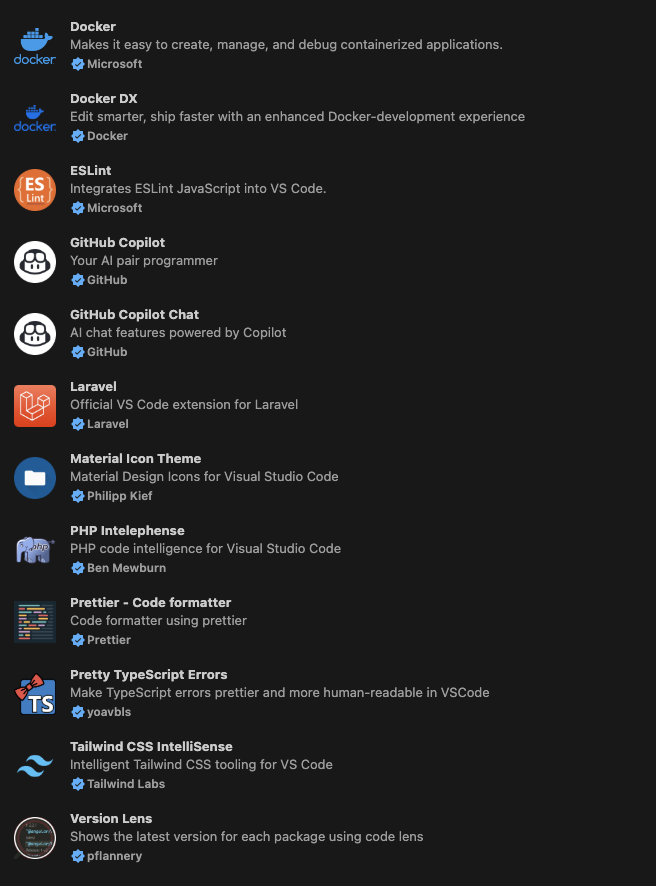 Docker
Makes it easy to create, manage, and debug containerized applications.
docker
Microsoft
Docker DX
Edit smarter, ship faster with an enhanced Docker-development experience
docker
Docker
ESLint
Integrates ESLint JavaScript into VS Code.
{ES}
Lint
Microsoft
GitHub Copilot
Your AI pair programmer
GitHub
GitHub Copilot Chat
AI chat features powered by Copilot
GitHub
Laravel
Official VS Code extension for Laravel
Laravel
Material Icon Theme
Material Design Icons for Visual Studio Code
Philipp Kief
PHP Intelephense
PHP code intelligence for Visual Studio Code
php
Ben Mewburn
Prettier - Code formatter
Code formatter using prettier
Prettier
Pretty TypeScript Errors
Make TypeScript errors prettier and more human-readable in VSCode
TS
yoavbls
Tailwind CSS IntelliSense
Intelligent Tailwind CSS tooling for VS Code
Tailwind Labs
Version Lens
Shows the latest version for each package using code lens
pflannery